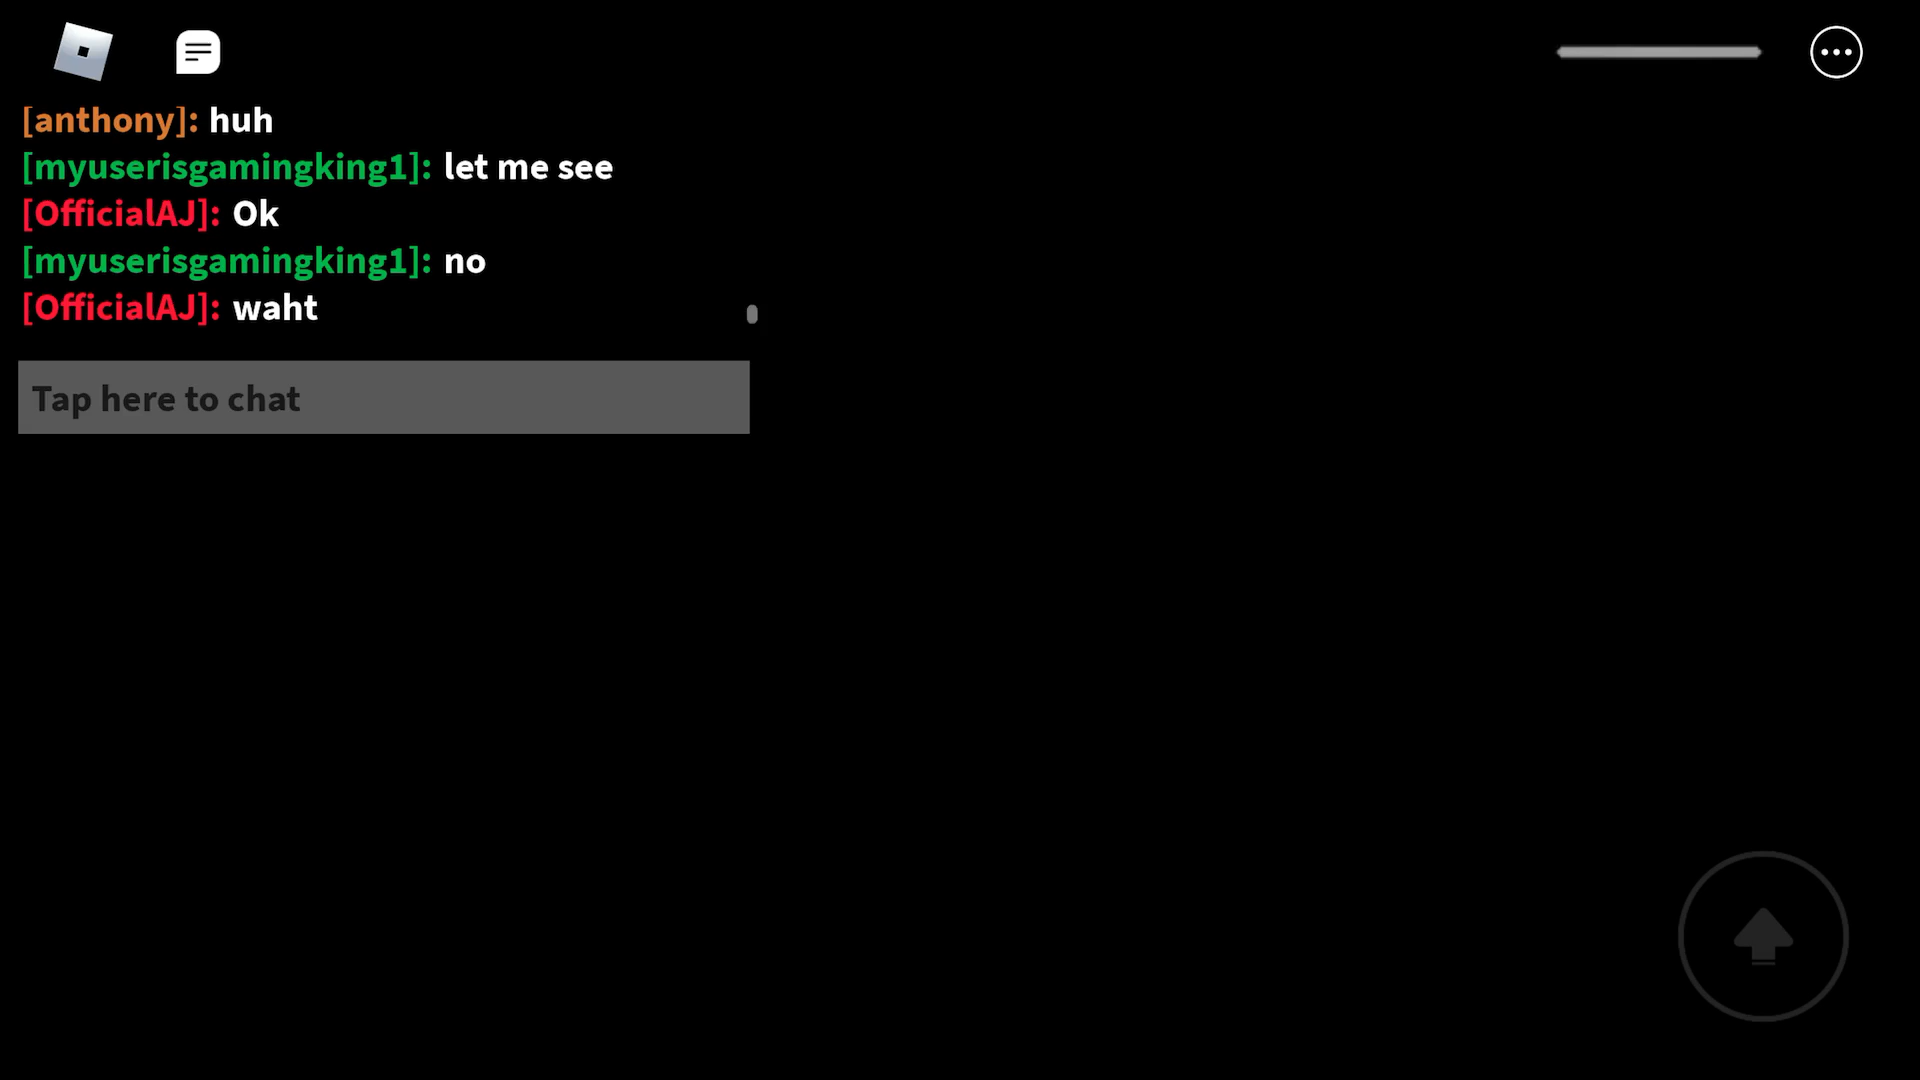 [anthony]: huh
[myuserisgamingking1]: let me see
[OfficialAJ]: Ok
[myuserisgamingking1]: no
[OfficialAJ]: waht
Tap here to chat